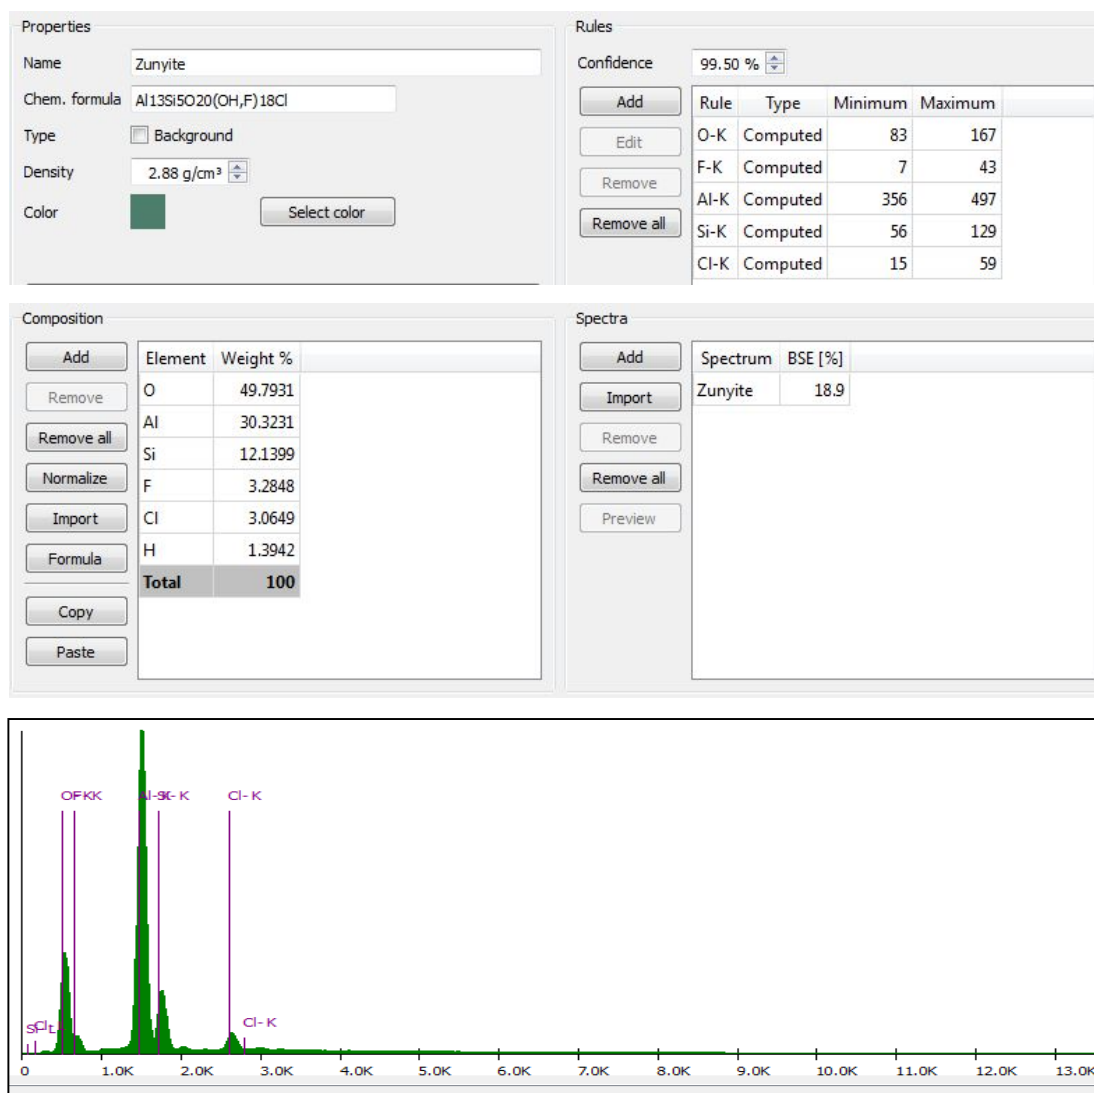 Properties
Name Zunyite
Chem. formula Al13Si5O20(OH,F)18Cl
Type Background
Density 2.88 g/cm³
Color Select color
Rules
Confidence 99.50 %
Add
Edit
Remove
Remove all
Rule Type Minimum Maximum
O-K Computed 83 167
F-K Computed 7 43
Al-K Computed 356 497
Si-K Computed 56 129
Cl-K Computed 15 59
Composition
Add
Remove
Remove all
Normalize
Import
Formula
Copy
Paste
Element Weight %
O 49.7931
Al 30.3231
Si 12.1399
F 3.2848
Cl 3.0649
H 1.3942
Total 100
Spectra
Add
Import
Remove
Remove all
Preview
Spectrum BSE [%]
Zunyite 18.9
Cl-K
Cl-K
0 1.0K 2.0K 3.0K 4.0K 5.0K 6.0K 7.0K 8.0K 9.0K 10.0K 11.0K 12.0K 13.0K